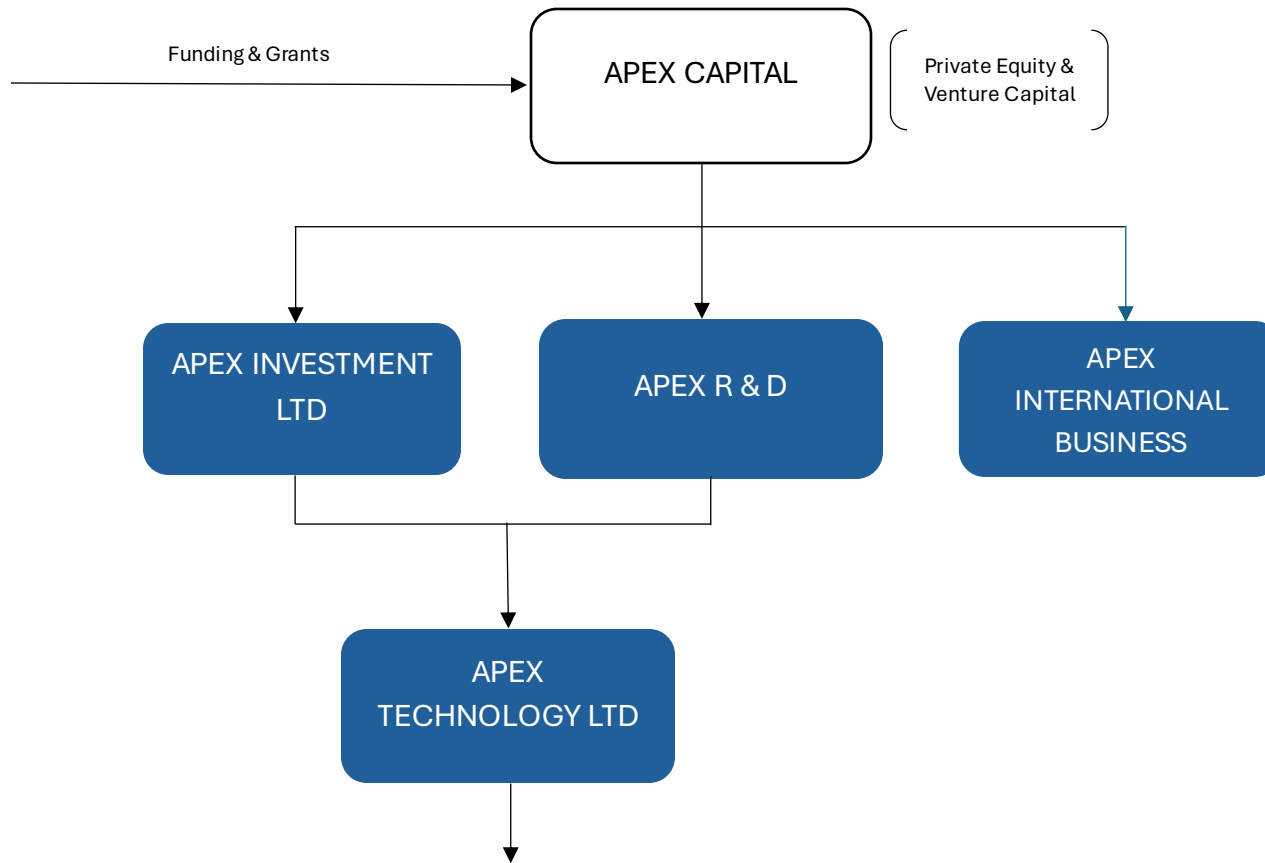 Funding & Grants
APEX CAPITAL
Private Equity &
Venture Capital
APEX INVESTMENT
LTD
APEX R & D
APEX
INTERNATIONAL
BUSINESS
APEX
TECHNOLOGY LTD